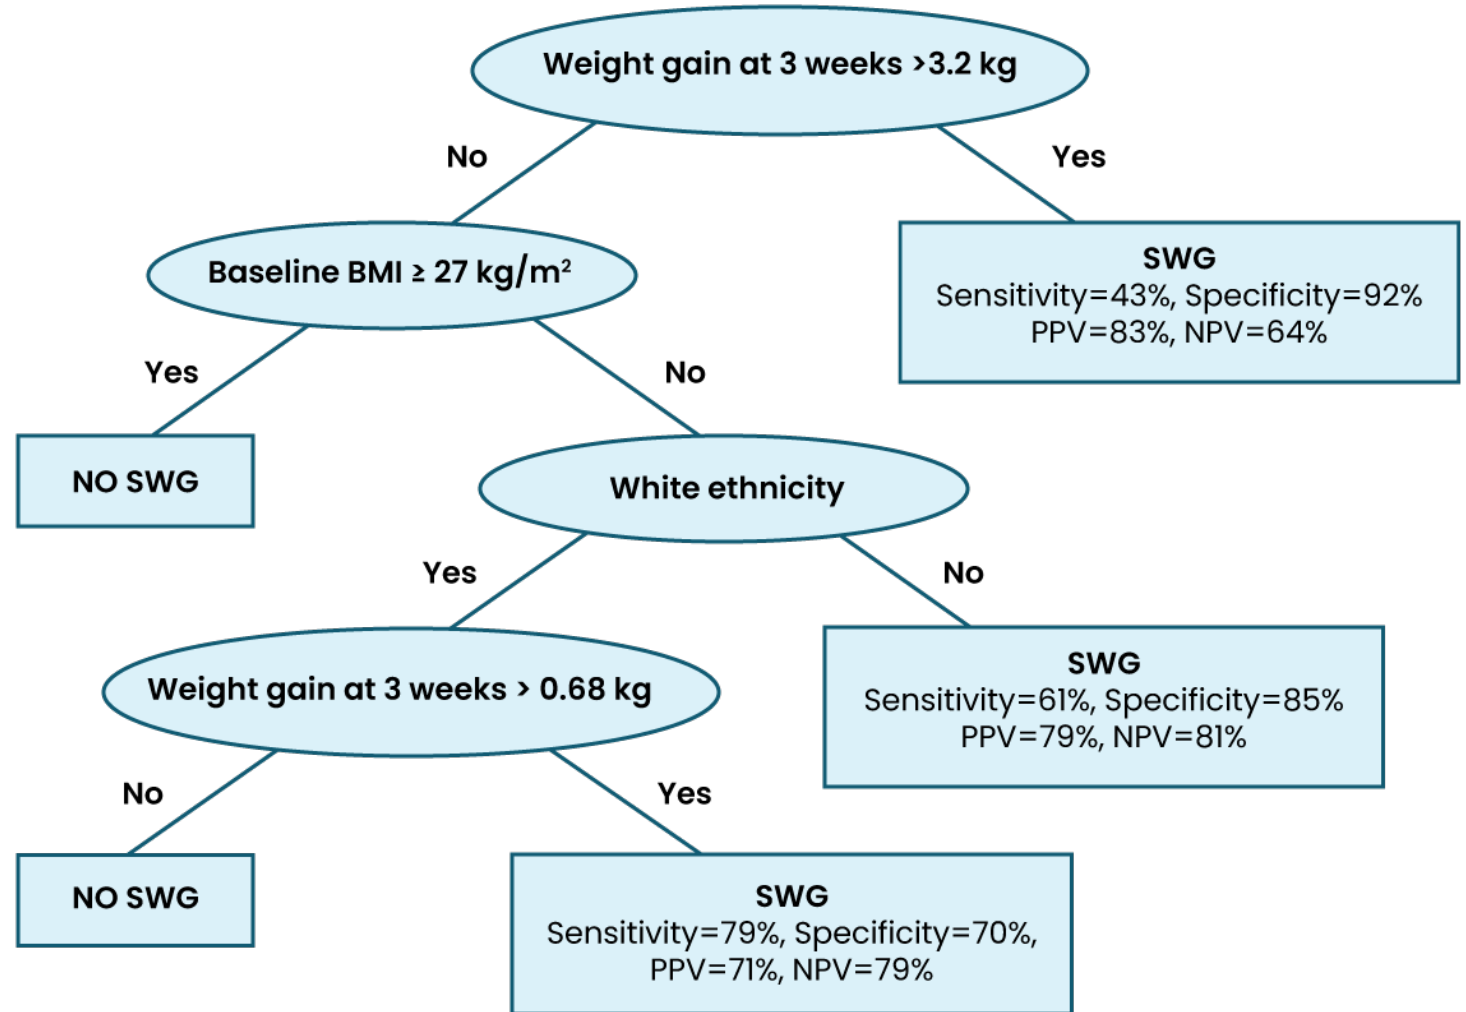 Weight gain at 3 weeks >3.2 kg
No
Yes
Baseline BMI ≥ 27 kg/m²
SWG
Sensitivity=43%, Specificity=92%
PPV=83%, NPV=64%
Yes
No
NO SWG
White ethnicity
Yes
No
Weight gain at 3 weeks > 0.68 kg
SWG
Sensitivity=61%, Specificity=85%
PPV=79%, NPV=81%
No
Yes
NO SWG
SWG
Sensitivity=79%, Specificity=70%,
PPV=71%, NPV=79%